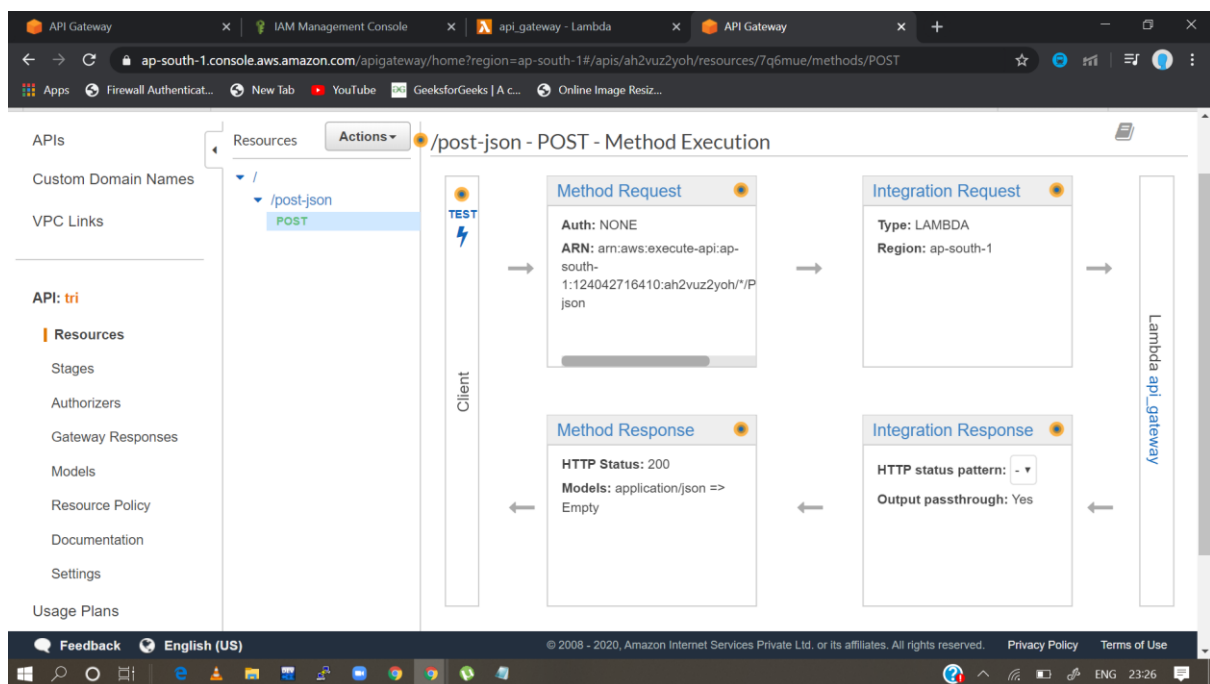 API Gateway
IAM Management Console
api_gateway - Lambda
API Gateway
ap-south-1.console.aws.amazon.com/apigateway/home?region=ap-south-1#/apis/ah2vuz2yoh/resources/7q6mue/methods/POST
Apps
Firewall Authenticat...
New Tab
YouTube
GeeksforGeeks | A c...
Online Image Resiz...
APIs
Custom Domain Names
VPC Links
API: tri
Resources
Stages
Authorizers
Gateway Responses
Models
Resource Policy
Documentation
Settings
Usage Plans
Resources
Actions
/
/post-json
POST
/post-json - POST - Method Execution
TEST
Client
Method Request
Auth: NONE
ARN: arn:aws:execute-api:ap-
south-
1:124042716410:ah2vuz2yoh/*/P
json
Integration Request
Type: LAMBDA
Region: ap-south-1
Lambda api_gateway
Method Response
HTTP Status: 200
Models: application/json =>
Empty
Integration Response
HTTP status pattern: -
Output passthrough: Yes
Feedback
English (US)
© 2008 - 2020, Amazon Internet Services Private Ltd. or its affiliates. All rights reserved.
Privacy Policy
Terms of Use
ENG
23:26